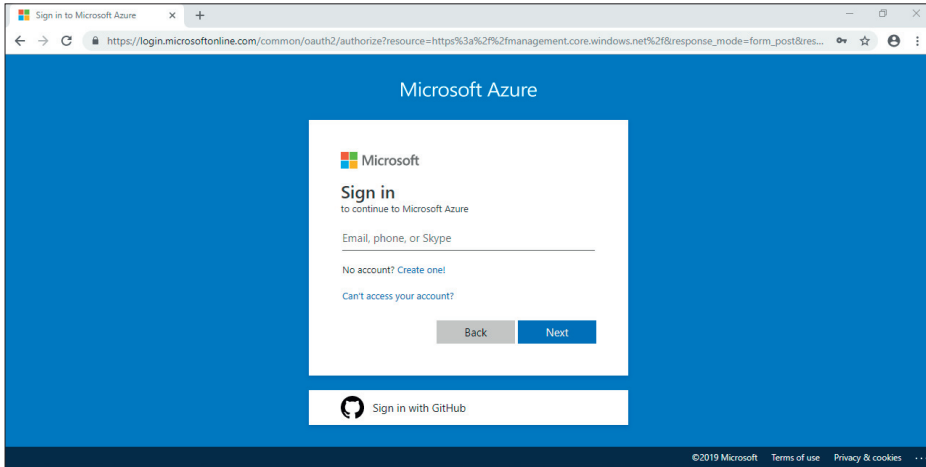 Sign in to Microsoft Azure
https://login.microsoftonline.com/common/oauth2/authorize?resource=https%3a%2f%2fmanagement.core.windows.net%2f&response_mode=form_post&res...
Microsoft Azure
Microsoft
Sign in
to continue to Microsoft Azure
Email, phone, or Skype
No account? Create one!
Can't access your account?
Back Next
Sign in with GitHub
©2019 Microsoft Terms of use Privacy & cookies ...